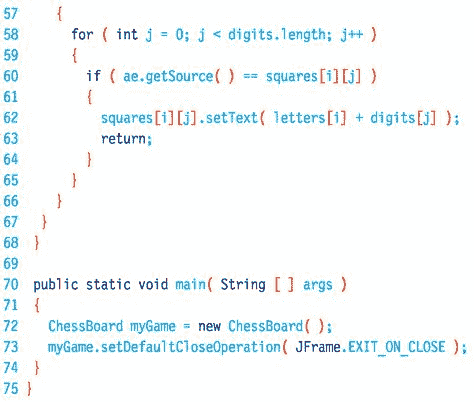 57 {
58 for ( int j = 0; j < digits.length; j++ )
59 {
60 if ( ae.getSource( ) == squares[i][j] )
61 {
62 squares[i][j].setText( letters[i] + digits[j] );
63 return;
64 }
65 }
66 }
67 }
68 }
69
70 public static void main( String [ ] args )
71 {
72 ChessBoard myGame = new ChessBoard( );
73 myGame.setDefaultCloseOperation( JFrame.EXIT_ON_CLOSE );
74 }
75 }